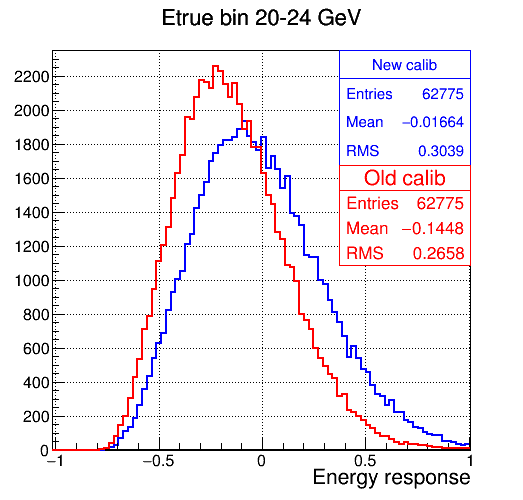 Etrue bin 20-24 GeV
New calib
Entries 62775
Mean −0.01664
RMS 0.3039
Old calib
Entries 62775
Mean −0.1448
RMS 0.2658
2200
2000
1800
1600
1400
1200
1000
800
600
400
200
0
−1 −0.5 0 0.5 1
Energy response